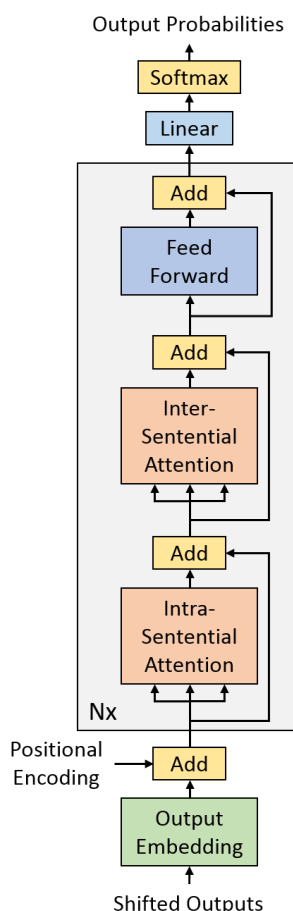 Output Probabilities
Softmax
Linear
Add
Feed
Forward
Add
Inter-
Sentential
Attention
Add
Intra-
Sentential
Attention
Nx
Positional
Encoding
Add
Output
Embedding
Shifted Outputs